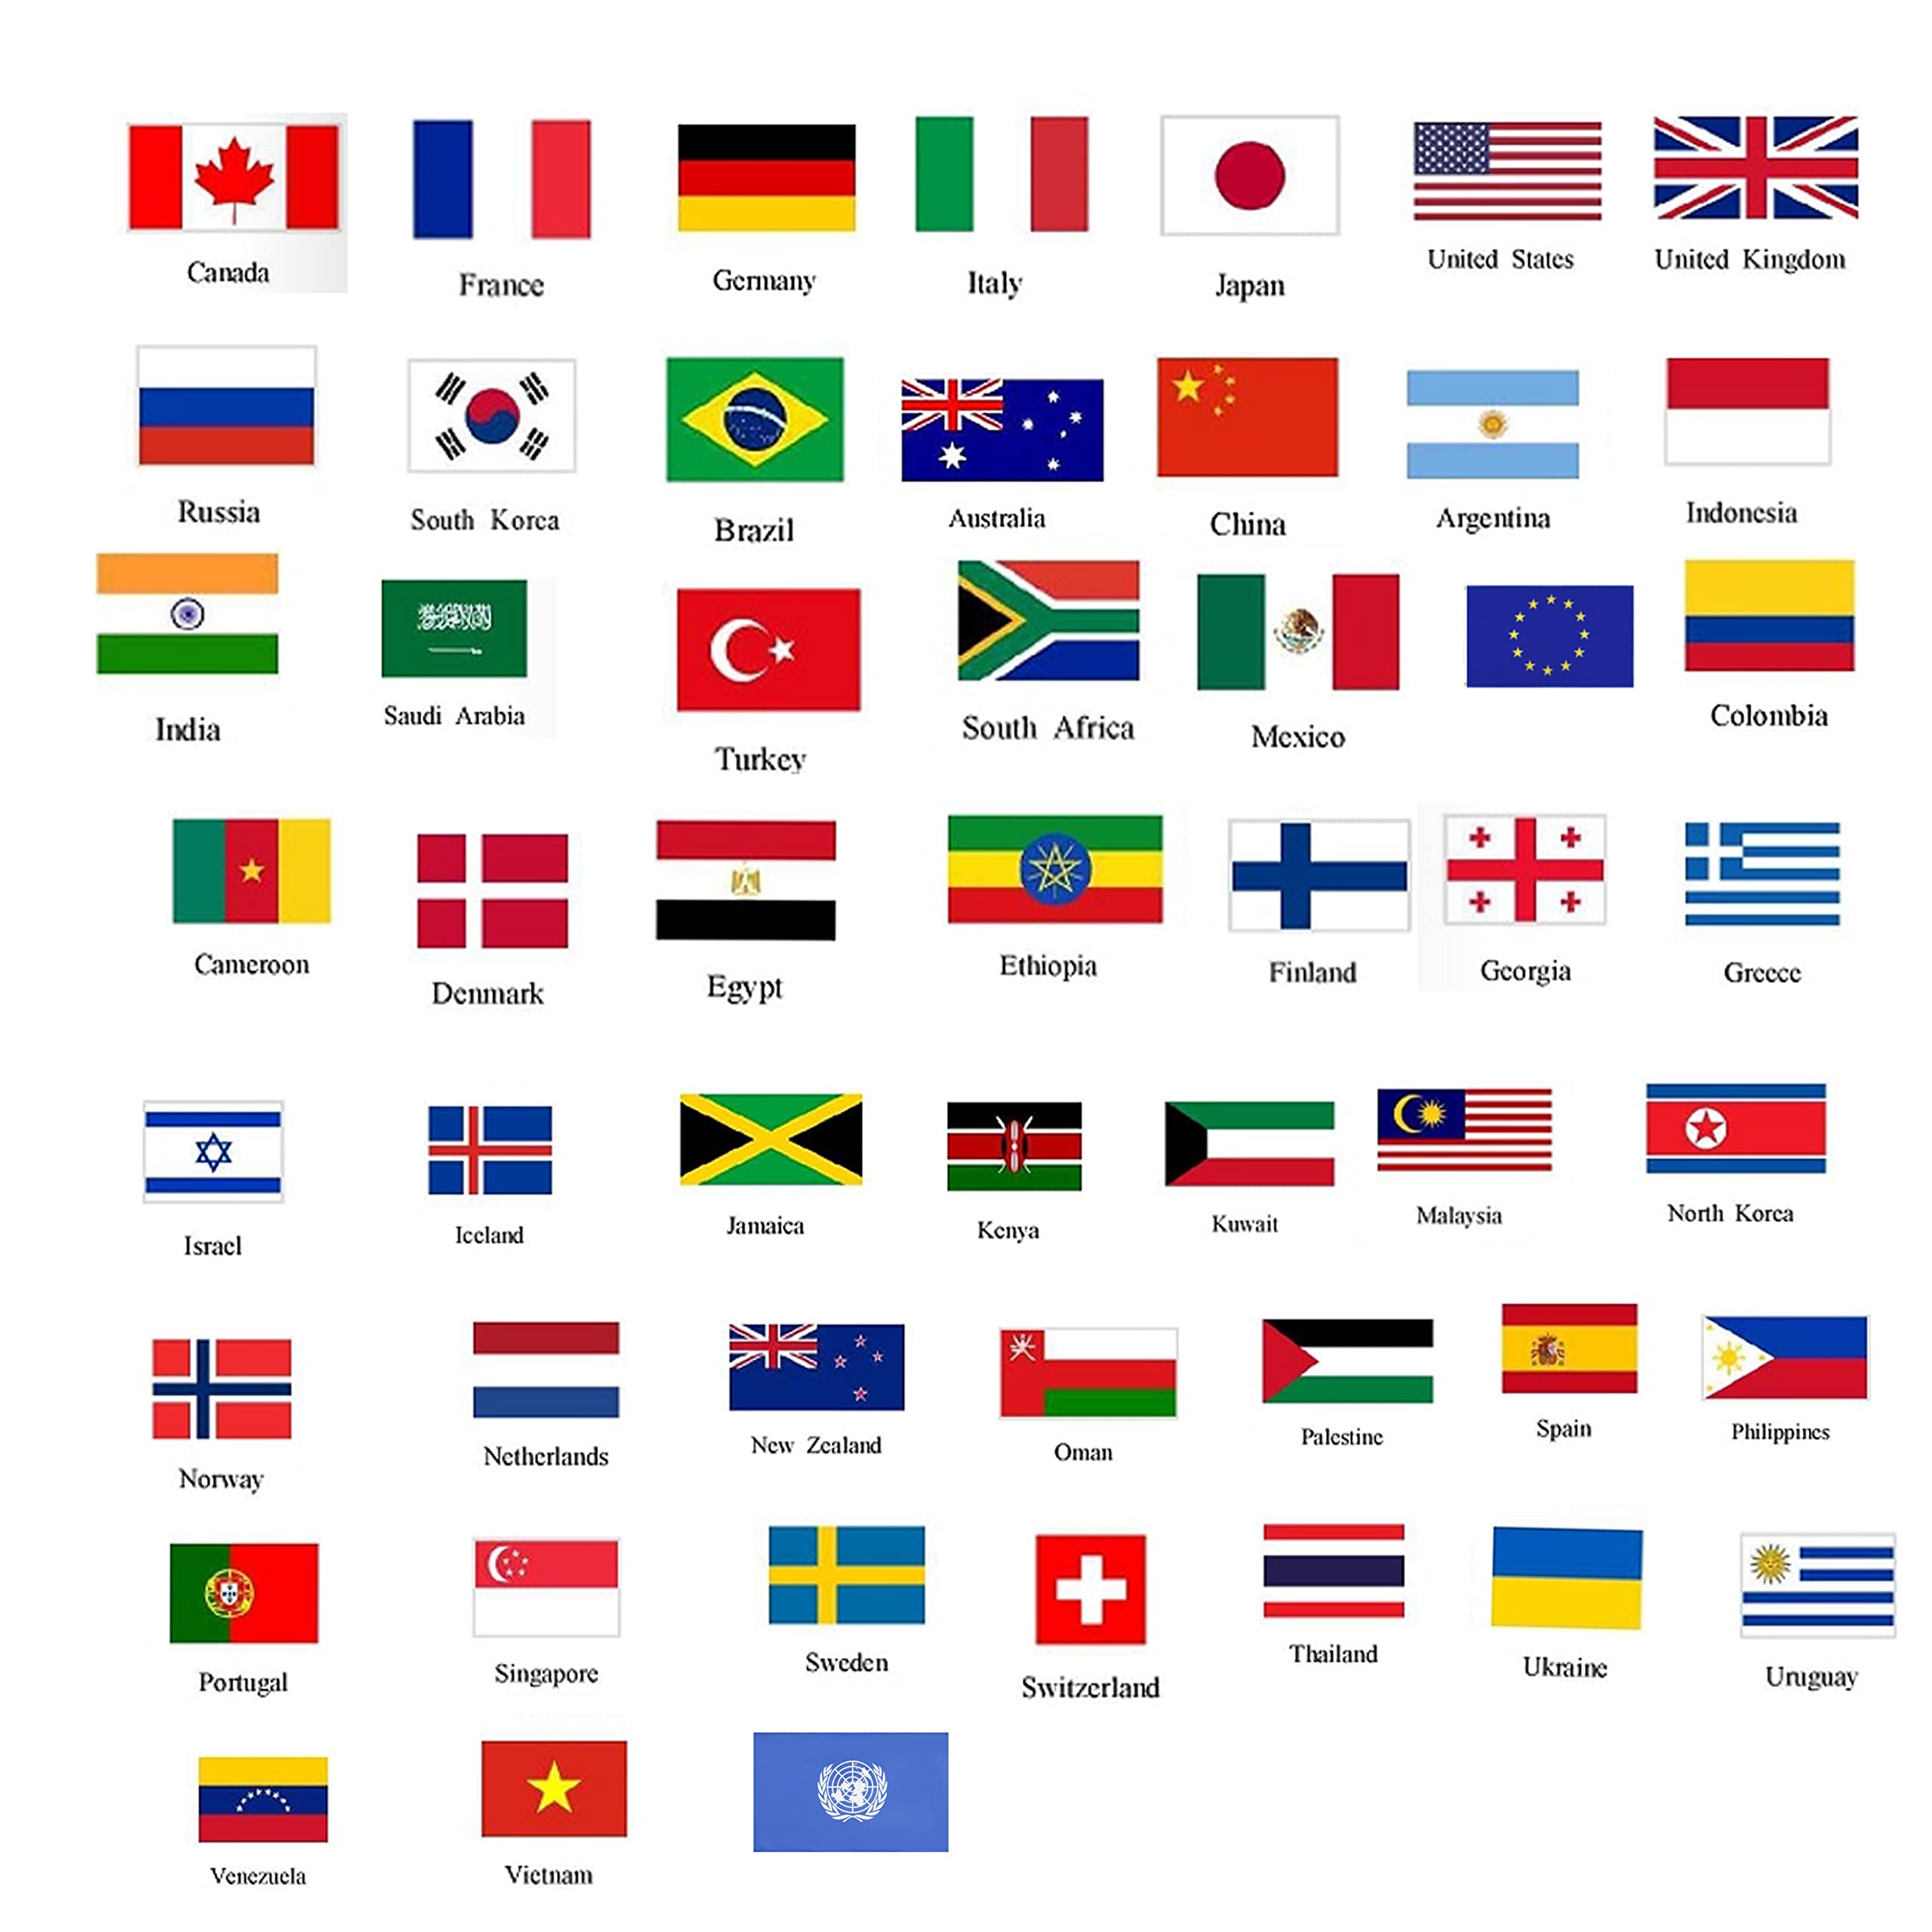 Canada
France
Germany
Italy
Japan
United States
United Kingdom
Russia
South Korea
Brazil
Australia
China
Argentina
Indonesia
India
Saudi Arabia
Turkey
South Africa
Mexico
Colombia
Cameroon
Denmark
Egypt
Ethiopia
Finland
Georgia
Greece
Israel
Iceland
Jamaica
Kenya
Kuwait
Malaysia
North Korea
Norway
Netherlands
New Zealand
Oman
Palestine
Spain
Philippines
Portugal
Singapore
Sweden
Switzerland
Thailand
Ukraine
Uruguay
Venezuela
Vietnam